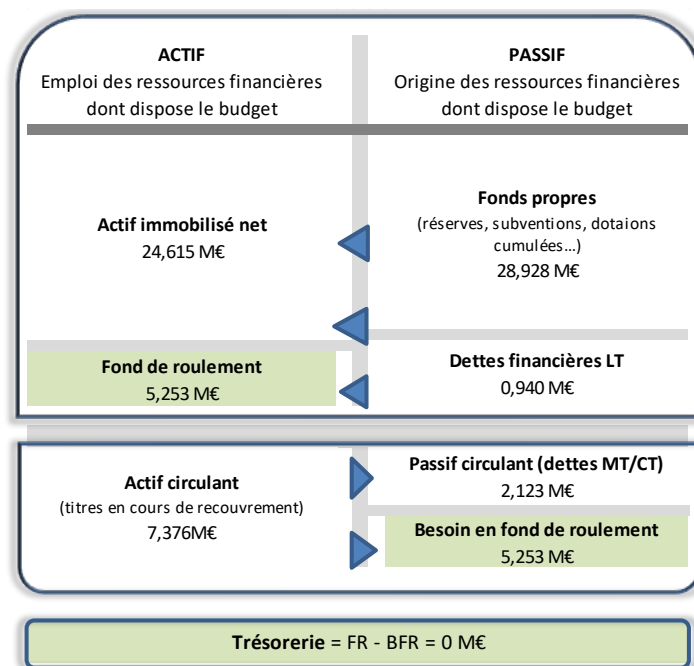 ACTIF
Emploi des ressources financières
dont dispose le budget
PASSIF
Origine des ressources financières
dont dispose le budget
Actif immobilisé net
24,615 M€
Fonds propres
(réserves, subventions, dotaions
cumulées...)
28,928 M€
Fond de roulement
5,253 M€
Dettes financières LT
0,940 M€
Actif circulant
(titres en cours de recouvrement)
7,376M€
Passif circulant (dettes MT/CT)
2,123 M€
Besoin en fond de roulement
5,253 M€
Trésorerie = FR - BFR = 0 M€